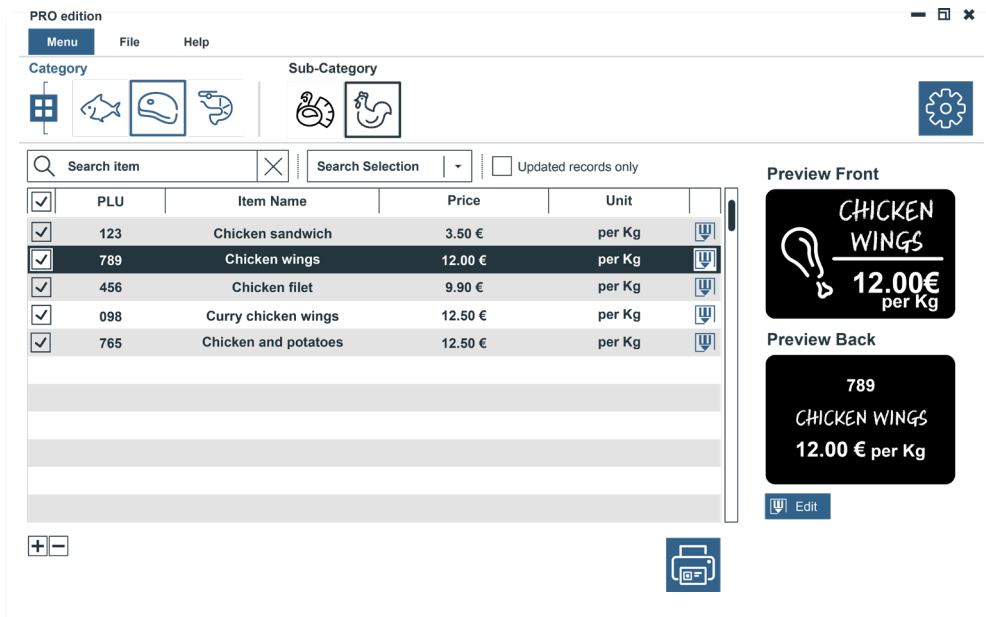 PRO edition
Menu File Help
Category Sub-Category
Search item Search Selection Updated records only
PLU Item Name Price Unit
123 Chicken sandwich 3.50 € per Kg
789 Chicken wings 12.00 € per Kg
456 Chicken filet 9.90 € per Kg
098 Curry chicken wings 12.50 € per Kg
765 Chicken and potatoes 12.50 € per Kg
Preview Front
CHICKEN
WINGS
12.00€
per Kg
Preview Back
789
CHICKEN WINGS
12.00 € per Kg
Edit